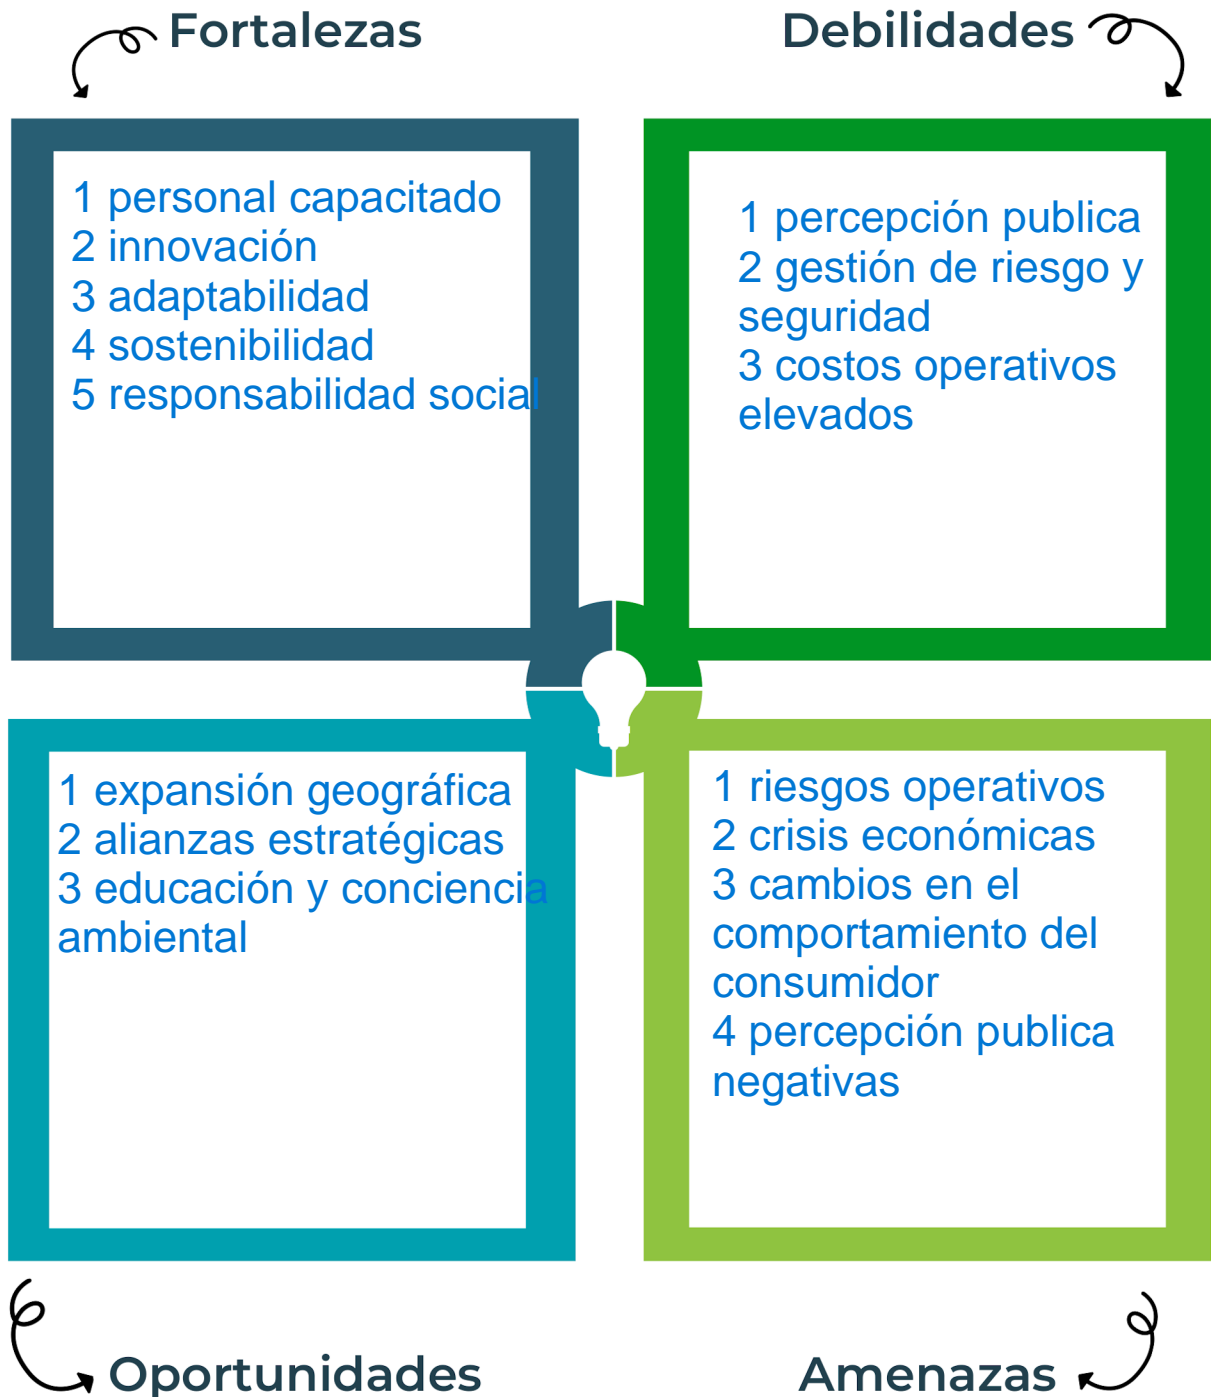 Fortalezas
1 personal capacitado
2 innovación
3 adaptabilidad
4 sostenibilidad
5 responsabilidad social
Debilidades
1 percepción publica
2 gestión de riesgo y
seguridad
3 costos operativos
elevados
1 expansión geográfica
2 alianzas estratégicas
3 educación y conciencia
ambiental
Oportunidades
1 riesgos operativos
2 crisis económicas
3 cambios en el
comportamiento del
consumidor
4 percepción publica
negativas
Amenazas